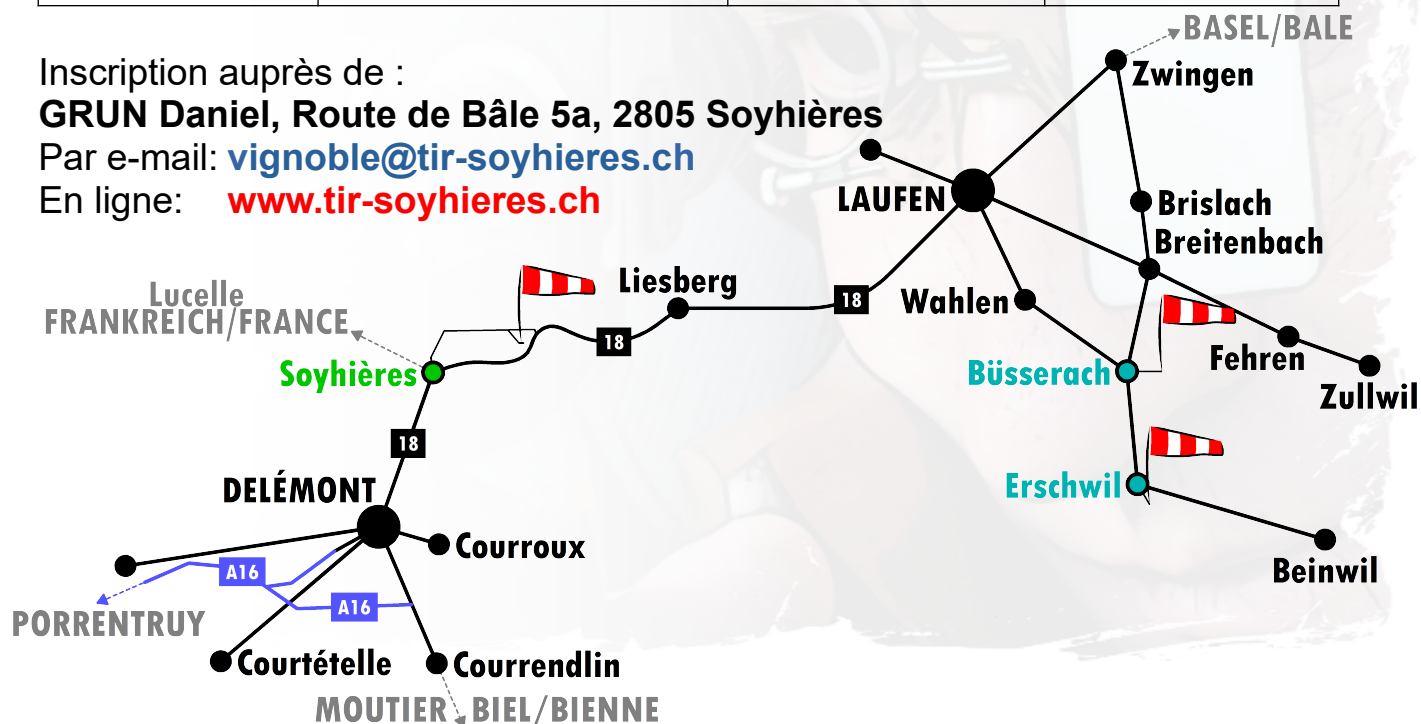 BASEL/BALE
Zwingen
Inscription auprès de :
GRUN Daniel, Route de Bâle 5a, 2805 Soyhières
Par e-mail: vignoble@tir-soyhieres.ch
En ligne: www.tir-soyhieres.ch
LAUFEN
Brislach
Breitenbach
Liesberg
Lucelle
FRANKREICH/FRANCE
18
Wahlen
18
Fehren
Soyhières
Büsserach
Zullwil
18
DELÉMONT
Erschwil
Courroux
A16
Beinwil
A16
PORRENTRUY
Courtételle
Courrendlin
MOUTIER BIEL/BIENNE